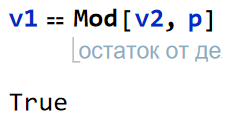 v1 == Mod[v2, p]
остаток от де
True